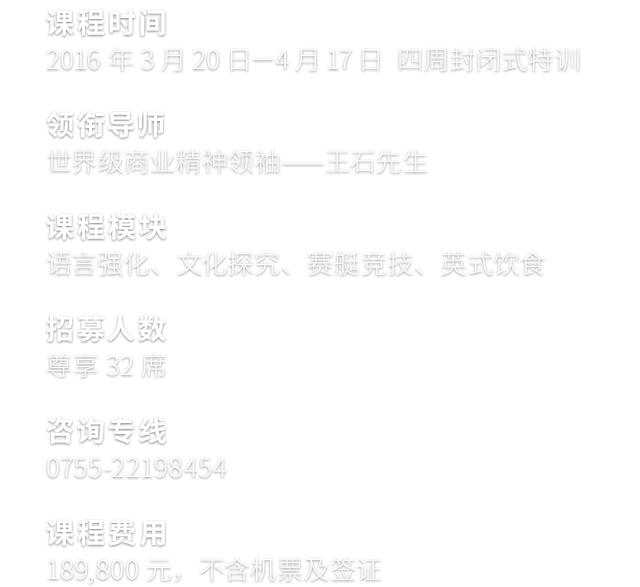 课程时间
2016 年 3 月 20 日—4 月 17 日  四周封闭式特训
领衔导师
世界级商业精神领袖——王石先生
课程模块
语言强化、文化探究、赛艇竞技、英式饮食
招募人数
尊享 32 席
咨询专线
0755-22198454
课程费用
189,800 元，不含机票及签证